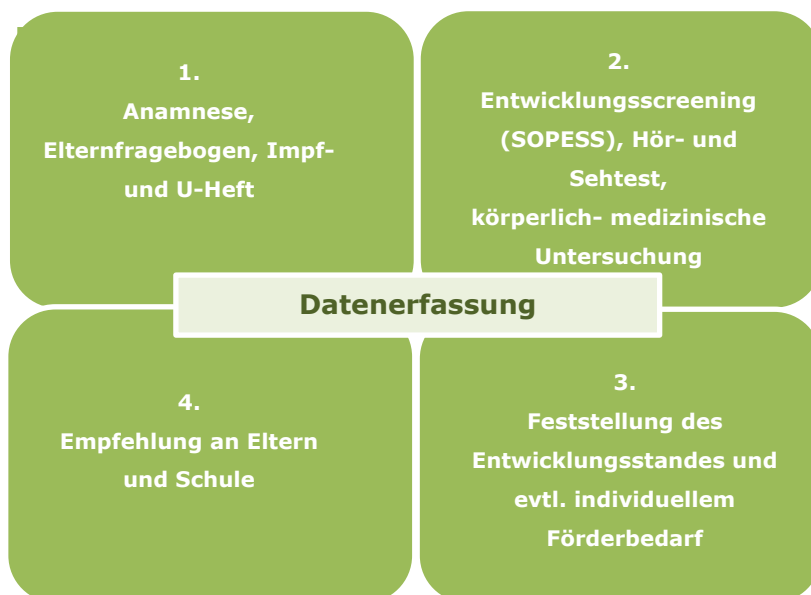 1.
Anamnese,
Elternfragebogen, Impf-
und U-Heft
2.
Entwicklungsscreening
(SOPESS), Hör- und
Sehtest,
körperlich- medizinische
Untersuchung
Datenerfassung
4.
Empfehlung an Eltern
und Schule
3.
Feststellung des
Entwicklungsstandes und
evtl. individuellem
Förderbedarf